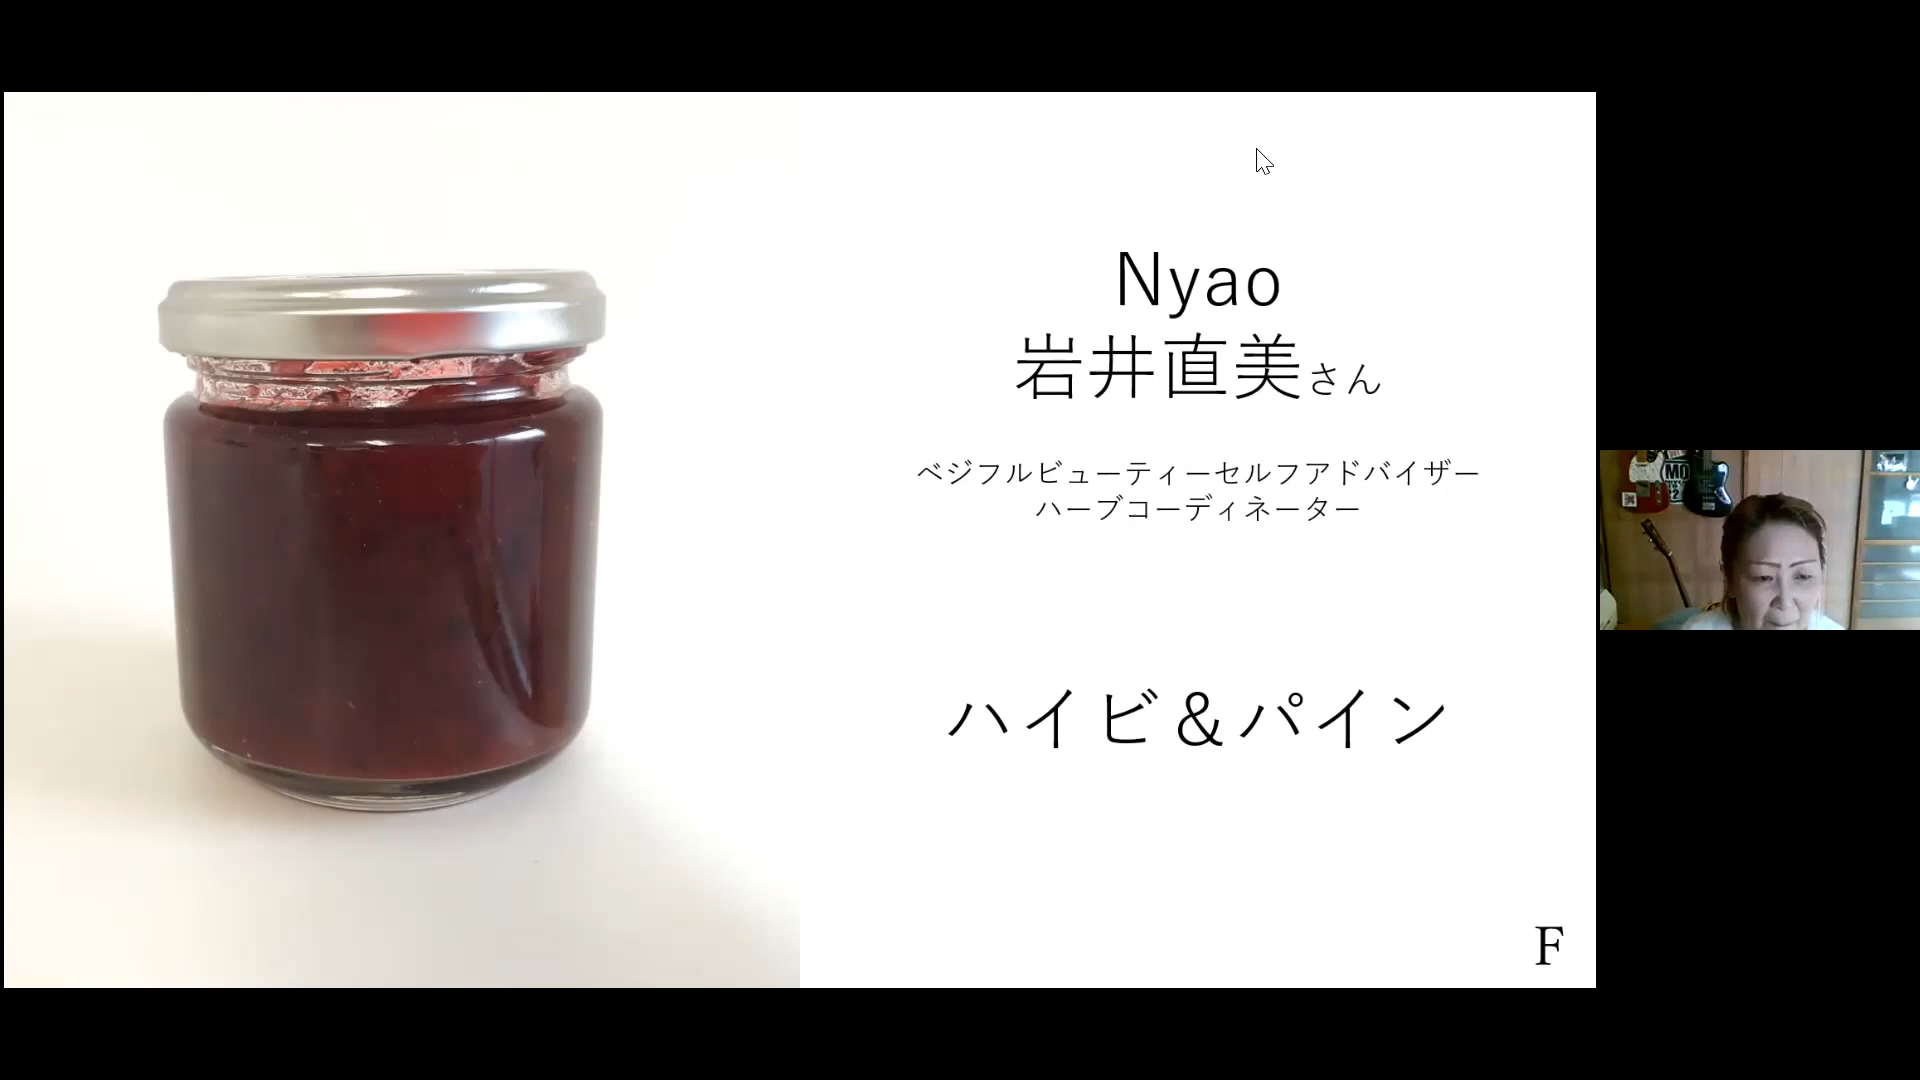 Nyao
岩井直美さん
ベジフルビューティーセルフアドバイザー
ハーブコーディネーター
ハイビ＆パイン
F
MO